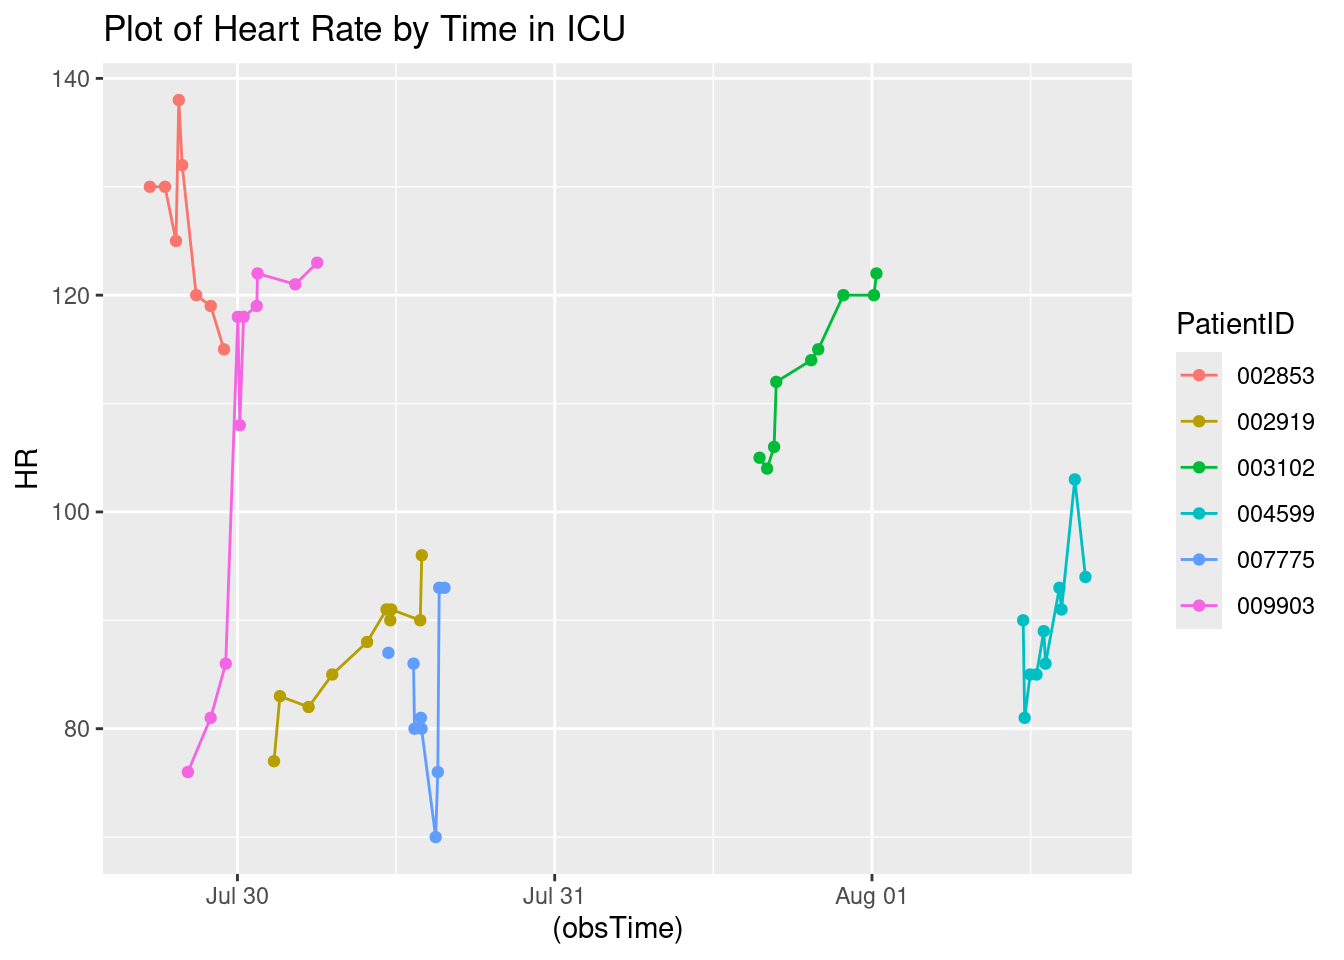 Plot of Heart Rate by Time in ICU
140
120
100
80
HR
Jul 30
Jul 31
Aug 01
(obsTime)
PatientID
002853
002919
003102
004599
007775
009903